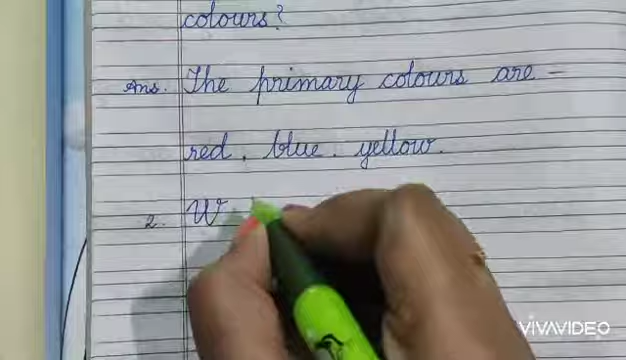 colours?
Ans. The primary colours are -
red, blue. yellow.
2. W
VIVAVIDEO